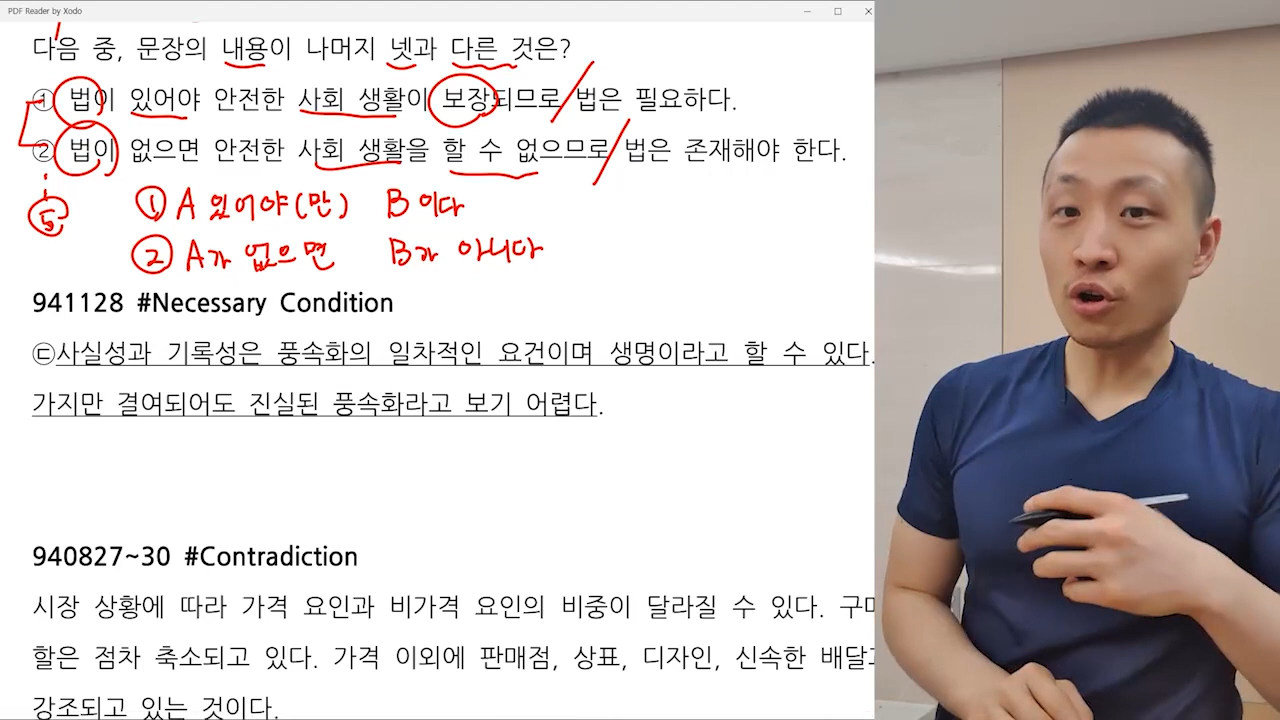 PDF Reader by Xodo
다음 중, 문장의 내용이 나머지 넷과 다른 것은?
① 법이 있어야 안전한 사회 생활이 보장되므로 법은 필요하다.
② 법이 없으면 안전한 사회 생활을 할 수 없으므로 법은 존재해야 한다.
⑤
① A 있어야(만) B이다
② A가 없으면 B가 아니다
941128 #Necessary Condition
㉢사실성과 기록성은 풍속화의 일차적인 요건이며 생명이라고 할 수 있다.
가지만 결여되어도 진실된 풍속화라고 보기 어렵다.
940827~30 #Contradiction
시장 상황에 따라 가격 요인과 비가격 요인의 비중이 달라질 수 있다.
할은 점차 축소되고 있다. 가격 이외에 판매점, 상표, 디자인, 신속한
강조되고 있는 것이다.